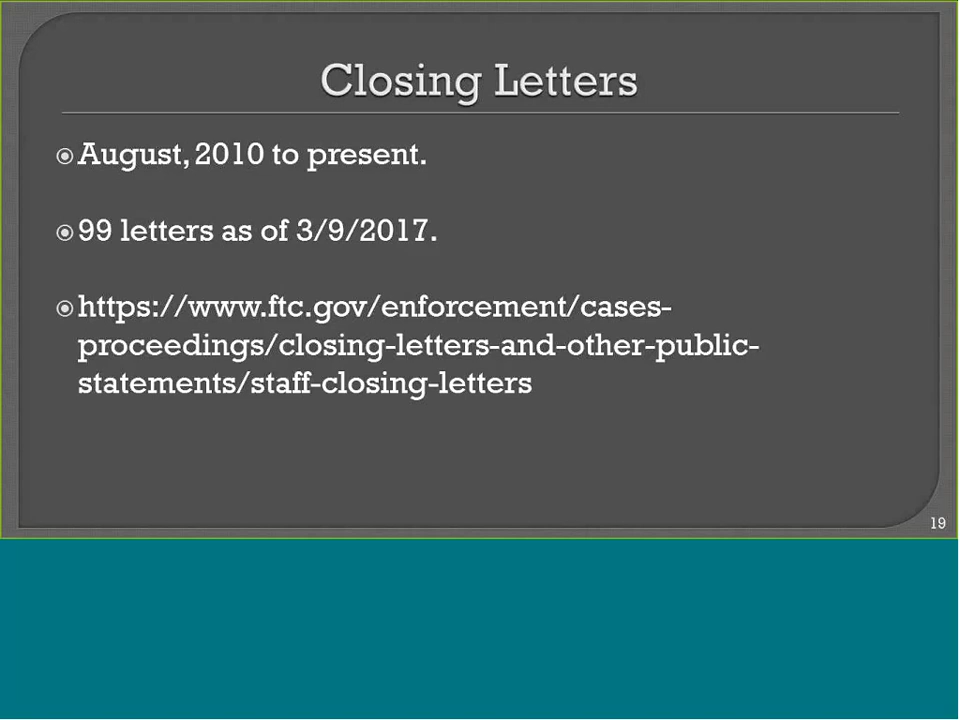 Closing Letters
August, 2010 to present.
99 letters as of 3/9/2017.
https://www.ftc.gov/enforcement/cases-
proceedings/closing-letters-and-other-public-
statements/staff-closing-letters
19